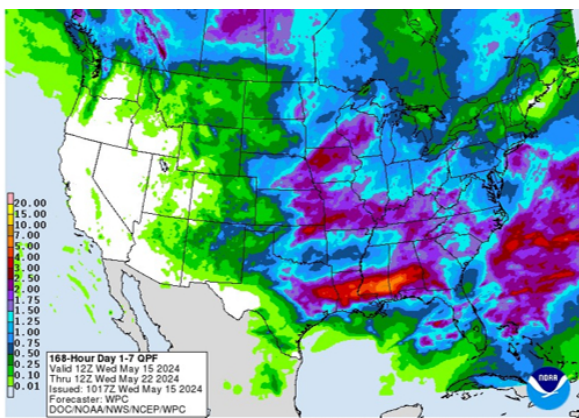 20.00
15.00
10.00
7.00
5.00
4.00
3.00
2.50
2.00
1.75
1.50
1.25
1.00
0.75
0.50
0.25
0.10
0.01
168-Hour Day 1-7 QPF
Valid 12Z Wed May 15 2024
Thru 12Z Wed May 22 2024
Issued: 1017Z Wed May 15 2024
Forecaster: WPC
DOC/NOAA/NWS/NCEP/WPC
NOAA